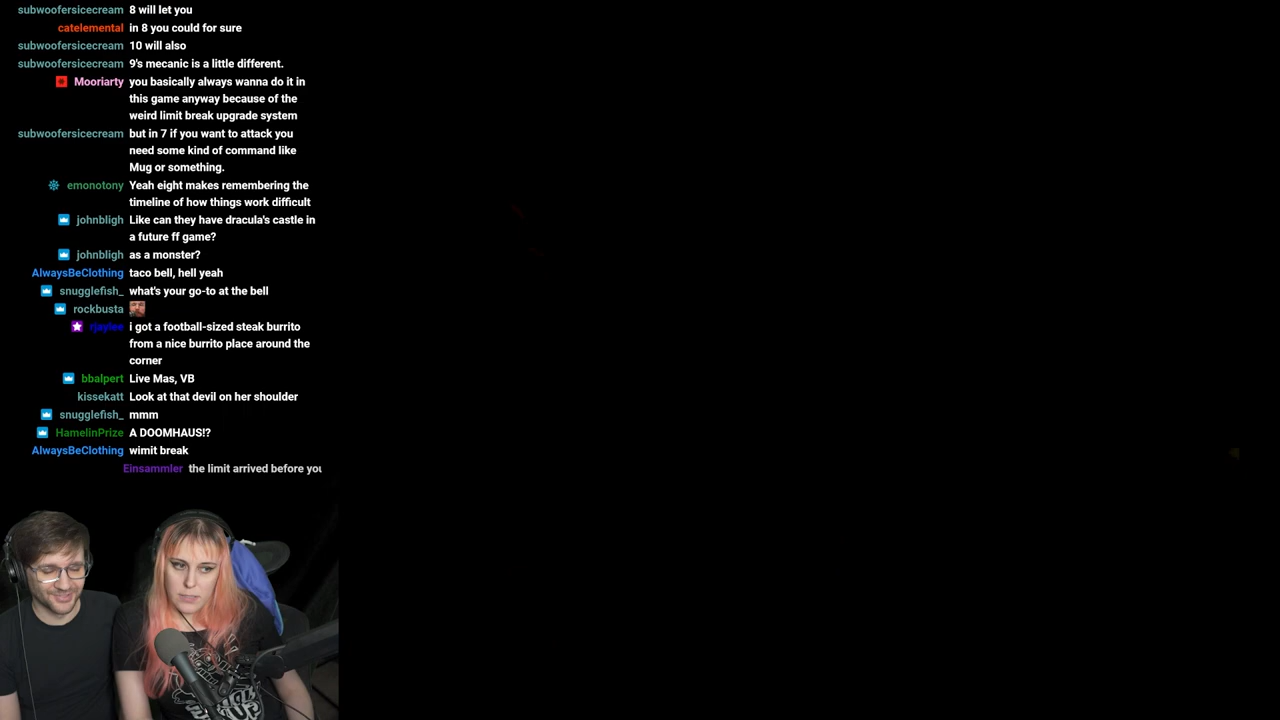 subwoofersicecream 8 will let you
catelemental in 8 you could for sure
subwoofersicecream 10 will also
subwoofersicecream 9's mecanic is a little different.
Mooriarty you basically always wanna do it in
this game anyway because of the
weird limit break upgrade system
subwoofersicecream but in 7 if you want to attack you
need some kind of command like
Mug or something.
emonotony Yeah eight makes remembering the
timeline of how things work difficult
johnbligh Like can they have dracula's castle in
a future ff game?
johnbligh as a monster?
AlwaysBeClothing taco bell, hell yeah
snugglefish_ what's your go-to at the bell
rockbusta
rjaylee i got a football-sized steak burrito
from a nice burrito place around the
corner
bbalpert Live Mas, VB
kissekatt Look at that devil on her shoulder
snugglefish_ mmm
HamelinPrize A DOOMHAUS!?
AlwaysBeClothing wimit break
Einsammler the limit arrived before you